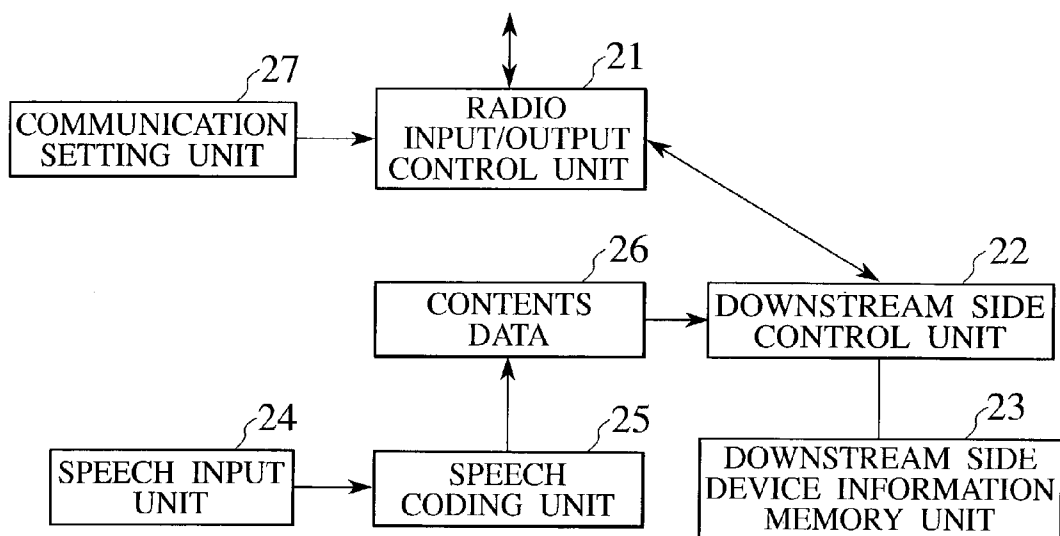 27
COMMUNICATION
SETTING UNIT
21
RADIO
INPUT/OUTPUT
CONTROL UNIT
26
CONTENTS
DATA
22
DOWNSTREAM SIDE
CONTROL UNIT
24
SPEECH INPUT
UNIT
25
SPEECH
CODING UNIT
23
DOWNSTREAM SIDE
DEVICE INFORMATION
MEMORY UNIT